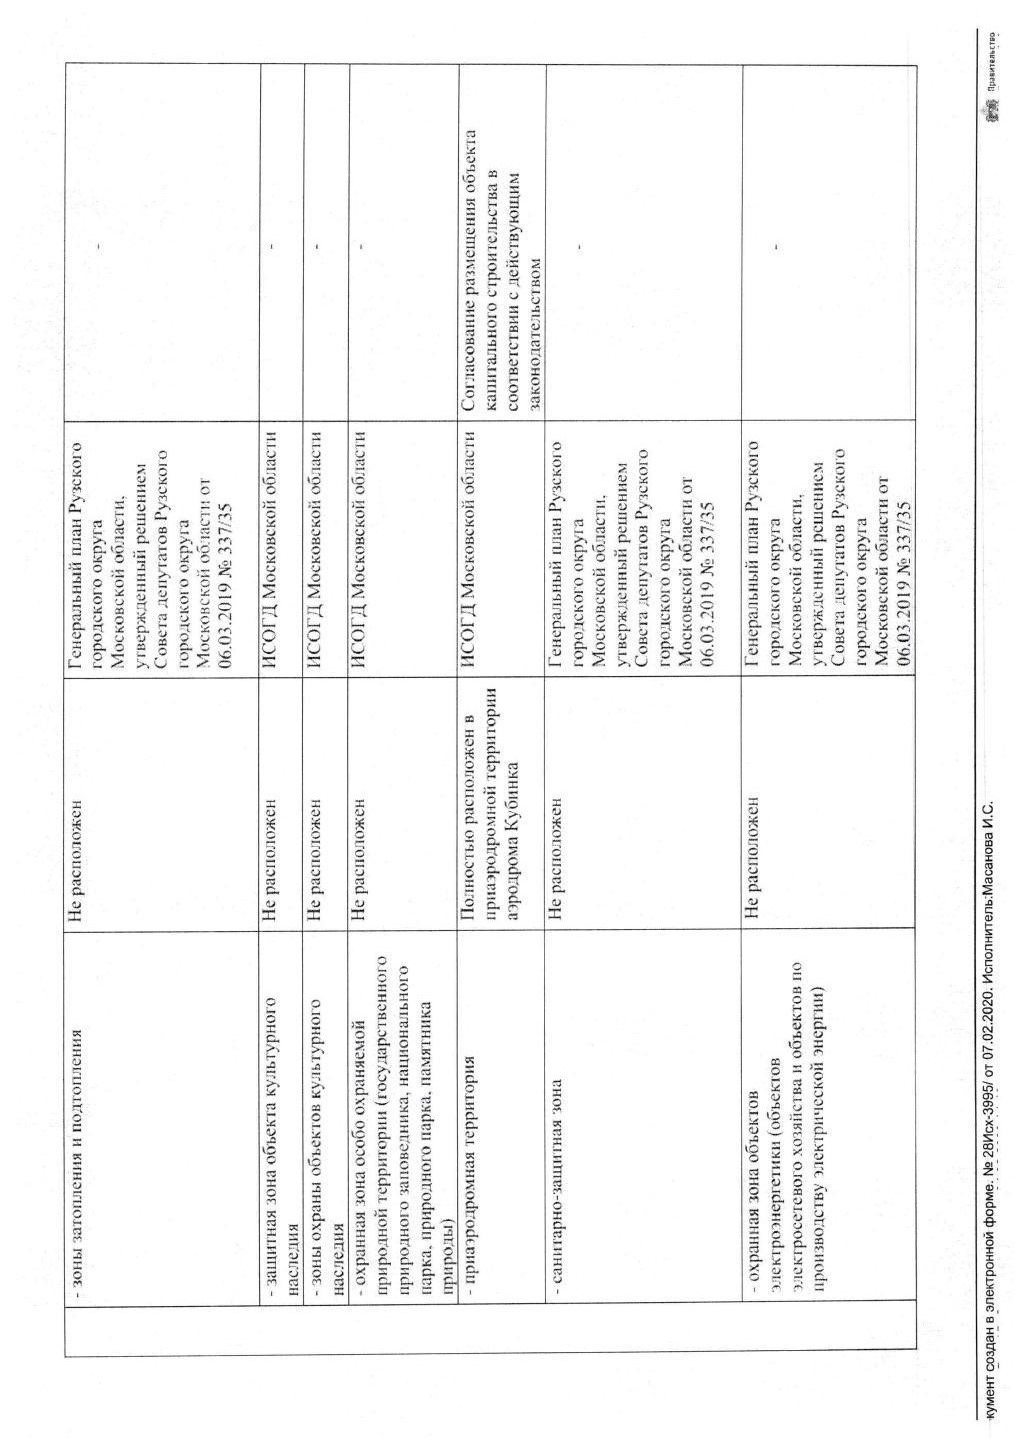 - зоны затопления и подтопления
Не расположен
Генеральный план Рузского
городского округа
Московской области,
утвержденный решением
Совета депутатов Рузского
городского округа
Московской области от
06.03.2019 № 337/35
-
- защитная зона объекта культурного
наследия
Не расположен
ИСОГД Московской области
-
- зоны охраны объектов культурного
наследия
Не расположен
ИСОГД Московской области
-
- охранная зона особо охраняемой
природной территории (государственного
природного заповедника, национального
парка, природного парка, памятника
природы)
Не расположен
ИСОГД Московской области
-
- приаэродромная территория
Полностью расположен в
приаэродромной территории
аэродрома Кубинка
ИСОГД Московской области
Согласование размещения объекта
капитального строительства в
соответствии с действующим
законодательством
- санитарно-защитная зона
Не расположен
Генеральный план Рузского
городского округа
Московской области,
утвержденный решением
Совета депутатов Рузского
городского округа
Московской области от
06.03.2019 № 337/35
-
- охранная зона объектов
электроэнергетики (объектов
электросетевого хозяйства и объектов по
производству электрической энергии)
Не расположен
Генеральный план Рузского
городского округа
Московской области,
утвержденный решением
Совета депутатов Рузского
городского округа
Московской области от
06.03.2019 № 337/35
-
кумент создан в электронной форме. № 28Исх-3995/ от 07.02.2020. Исполнитель:Масанова И.С.
Правительство